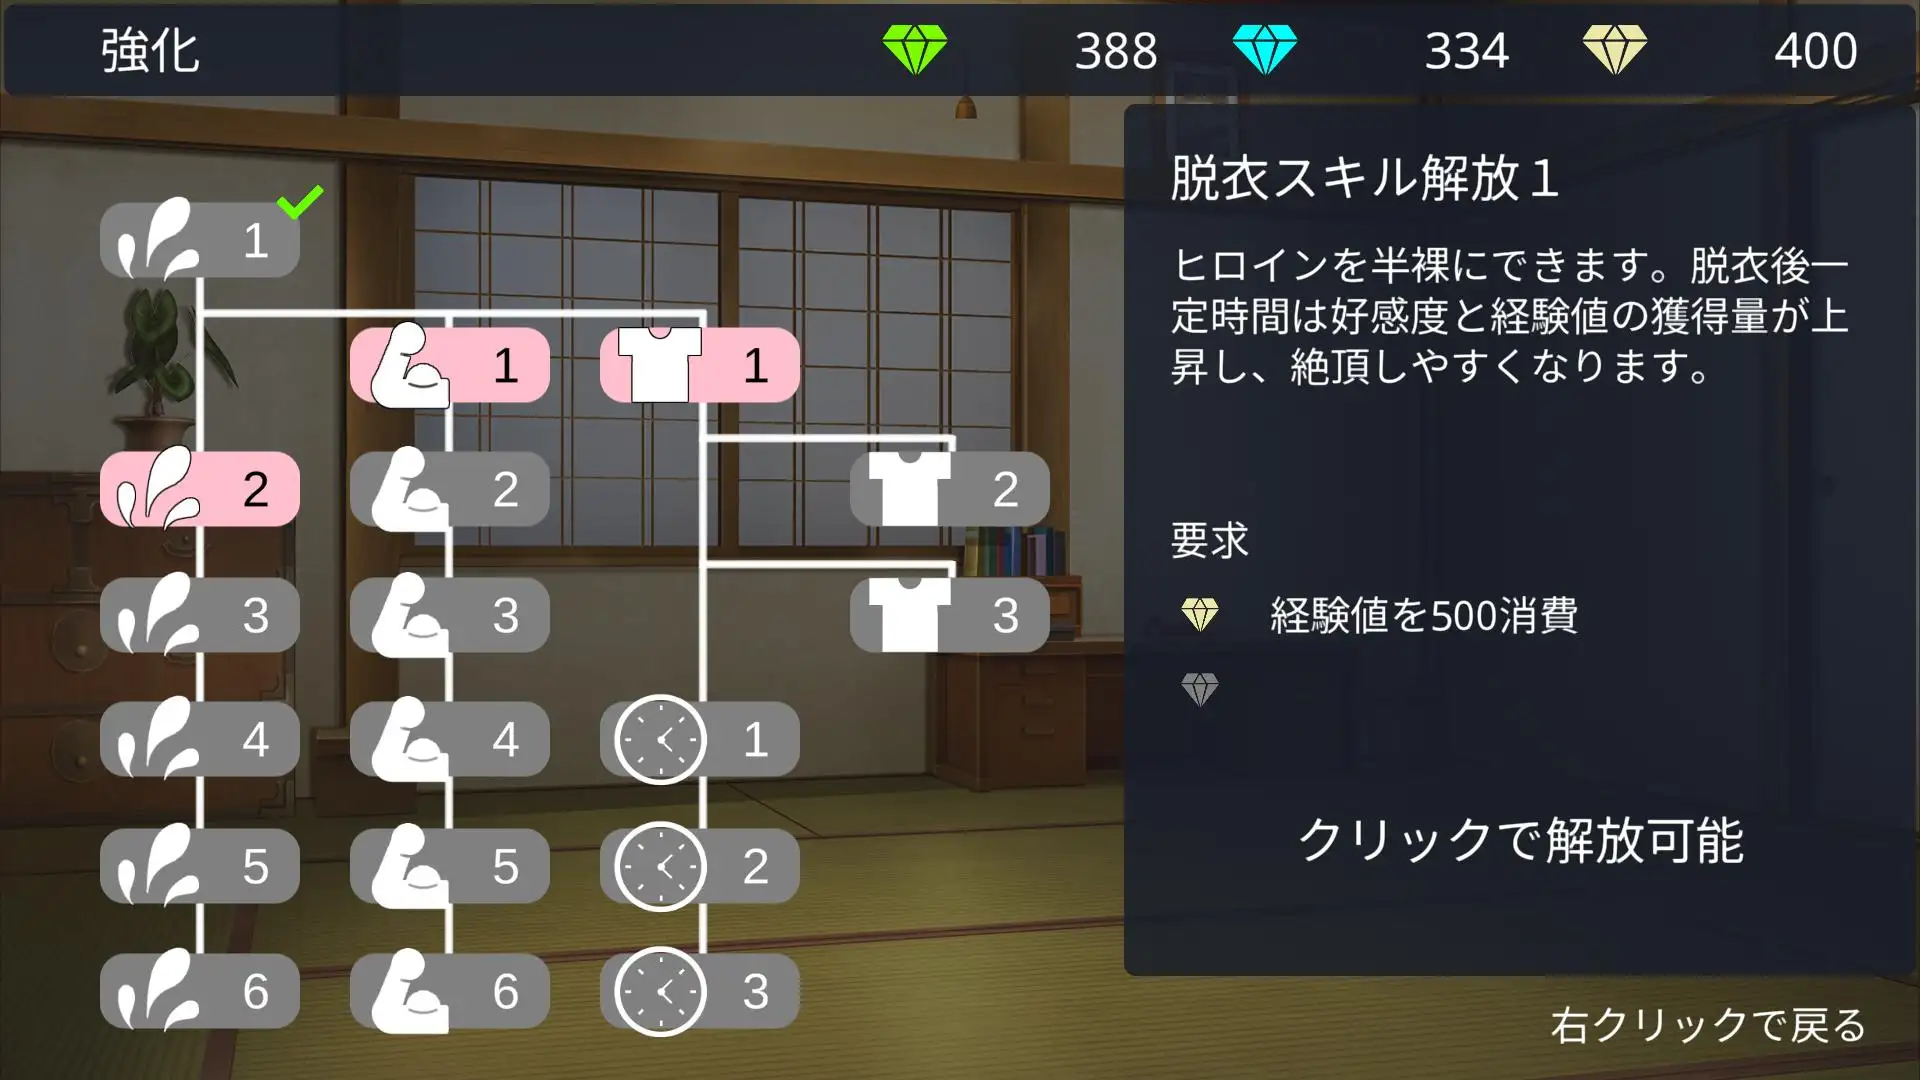 強化
388
334
400
1
1
1
2
2
2
3
3
3
4
4
1
5
5
2
6
6
3
脱衣スキル解放１
ヒロインを半裸にできます。脱衣後一
定時間は好感度と経験値の獲得量が上
昇し、絶頂しやすくなります。
要求
経験値を500消費
クリックで解放可能
右クリックで戻る